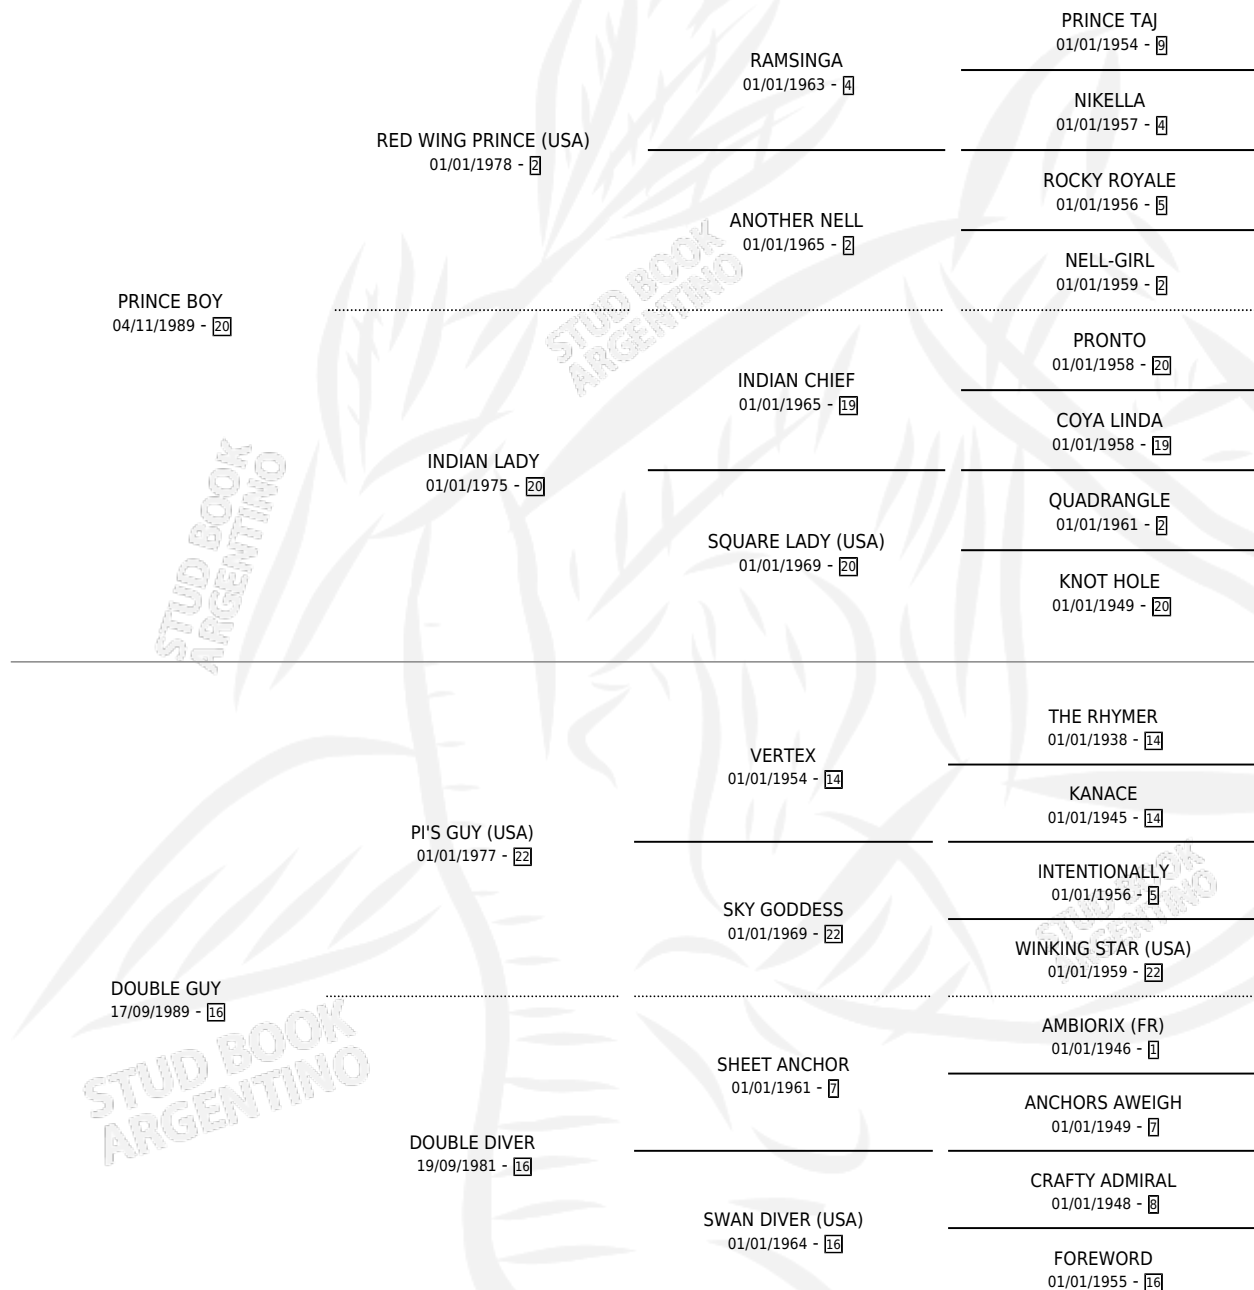 PRINCE TAJ
01/01/1954 - 9
RAMSINGA
01/01/1963 - 4
NIKELLA
01/01/1957 - 4
RED WING PRINCE (USA)
01/01/1978 - 2
ROCKY ROYALE
01/01/1956 - 5
ANOTHER NELL
01/01/1965 - 2
NELL-GIRL
01/01/1959 - 2
PRINCE BOY
04/11/1989 - 20
PRONTO
01/01/1958 - 20
INDIAN CHIEF
01/01/1965 - 19
COYA LINDA
01/01/1958 - 19
INDIAN LADY
01/01/1975 - 20
QUADRANGLE
01/01/1961 - 2
SQUARE LADY (USA)
01/01/1969 - 20
KNOT HOLE
01/01/1949 - 20
THE RHYMER
01/01/1938 - 14
VERTEX
01/01/1954 - 14
KANACE
01/01/1945 - 14
PI'S GUY (USA)
01/01/1977 - 22
INTENTIONALLY
01/01/1956 - 5
SKY GODDESS
01/01/1969 - 22
WINKING STAR (USA)
01/01/1959 - 22
DOUBLE GUY
17/09/1989 - 16
AMBIORIX (FR)
01/01/1946 - 1
SHEET ANCHOR
01/01/1961 - 7
ANCHORS AWEIGH
01/01/1949 - 7
DOUBLE DIVER
19/09/1981 - 16
CRAFTY ADMIRAL
01/01/1948 - 8
SWAN DIVER (USA)
01/01/1964 - 16
FOREWORD
01/01/1955 - 16
STUD BOOK
ARGENTINO
STUD BOOK
ARGENTINO
STUD BOOK
ARGENTINO
STUD BOOK
ARGENTINO